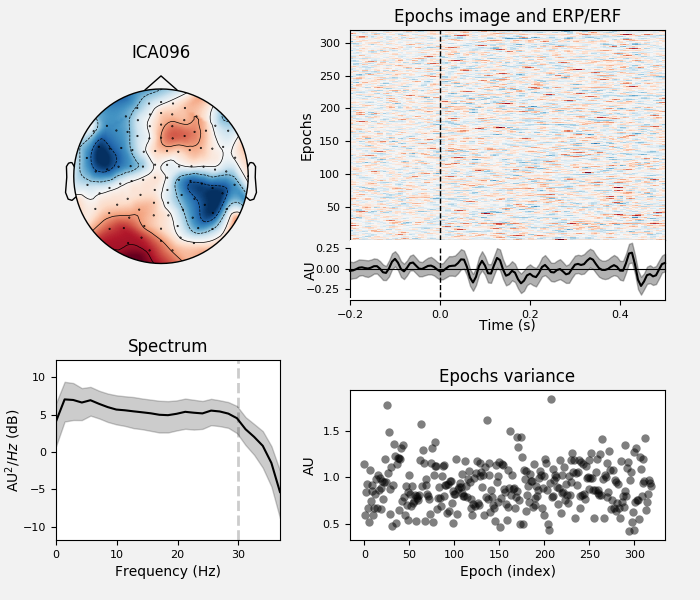 ICA096
Epochs image and ERP/ERF
300
250
200
150
100
50
Epochs
0.25
0.00
−0.25
AU
−0.2
0.0
0.2
0.4
Time (s)
Spectrum
10
5
0
−5
−10
AU²/Hz (dB)
0
10
20
30
Frequency (Hz)
Epochs variance
1.5
1.0
0.5
AU
0
50
100
150
200
250
300
Epoch (index)